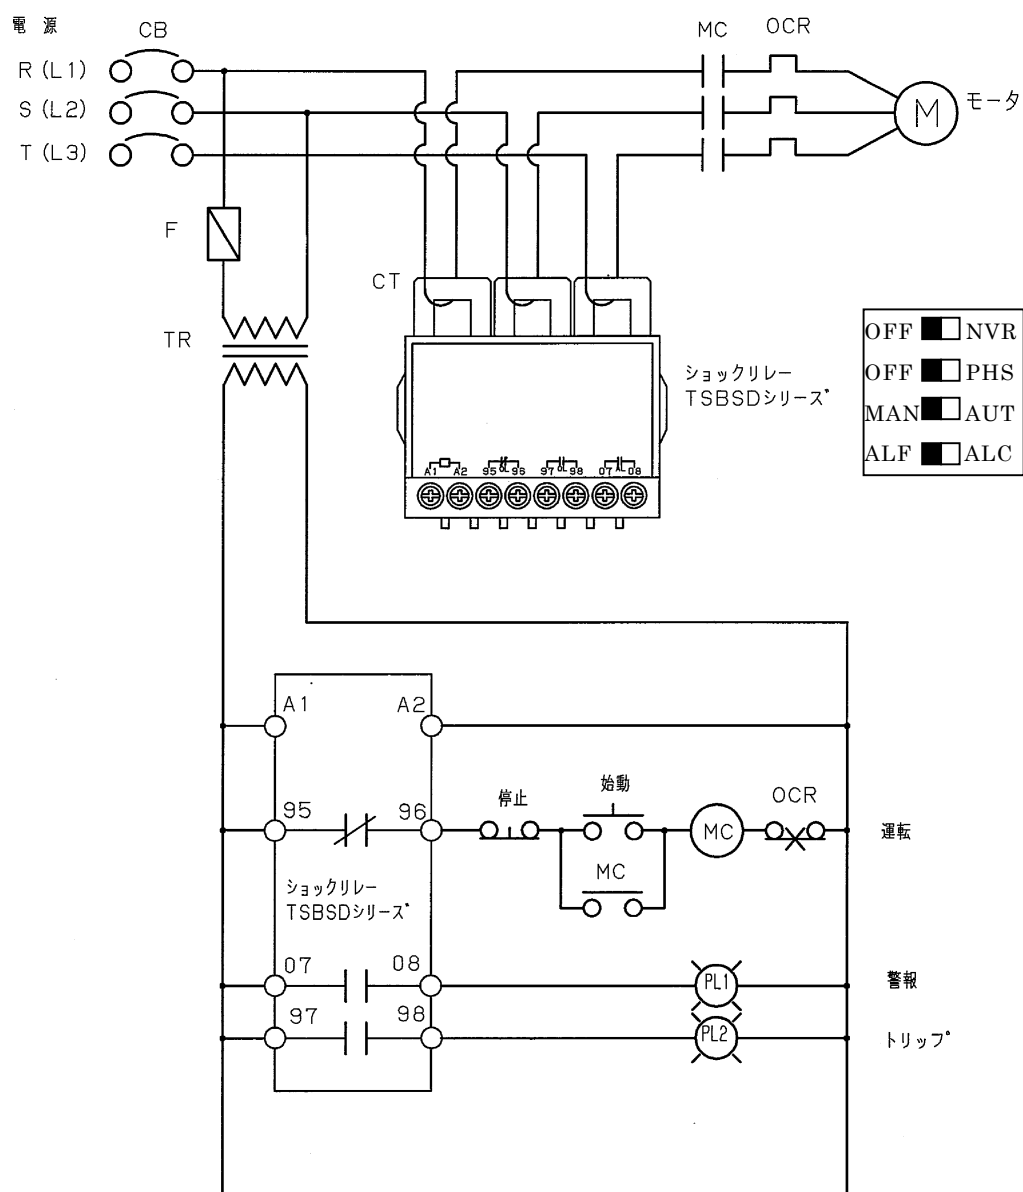 電 源
CB
R (L1)
S (L2)
T (L3)
MC
OCR
M
モータ
F
TR
CT
ショックリレー
TSBSDシリーズ
OFF NVR
OFF PHS
MAN AUT
ALF ALC
A1 A2 95 OL 96 97 OL 98 07 AL 08
A1 A2
95 96
停止
始動
MC
OCR
運転
MC
ショックリレー
TSBSDシリーズ
07 08
PL1
警報
97 98
PL2
トリップ